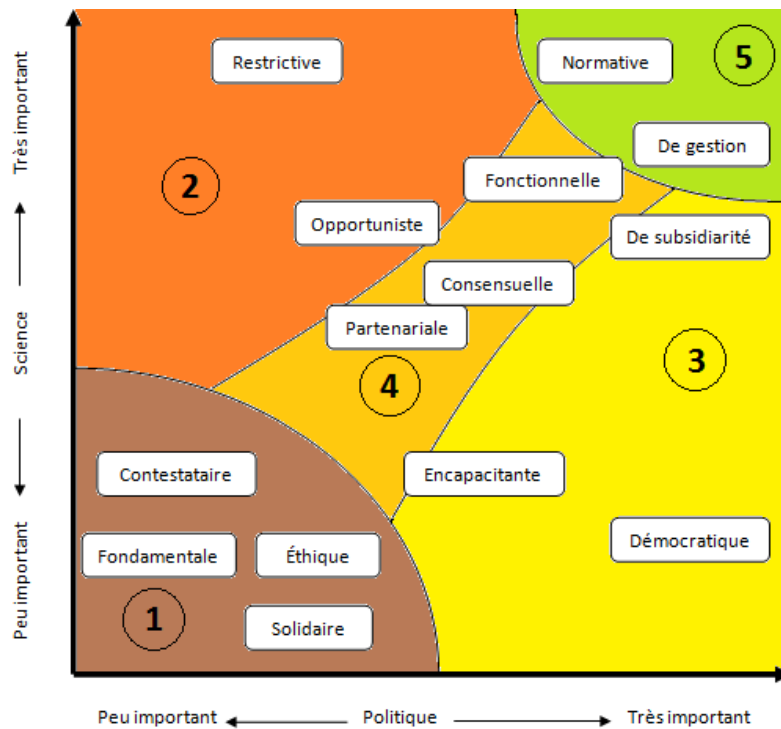 Restrictive
Normative
5
De gestion
2
Fonctionnelle
Opportuniste
De subsidiarité
Consensuelle
Partenariale
3
4
Contestataire
Encapacitante
Fondamentale
Éthique
Démocratique
1
Solidaire
Très important
Science
Peu important
Peu important
Politique
Très important